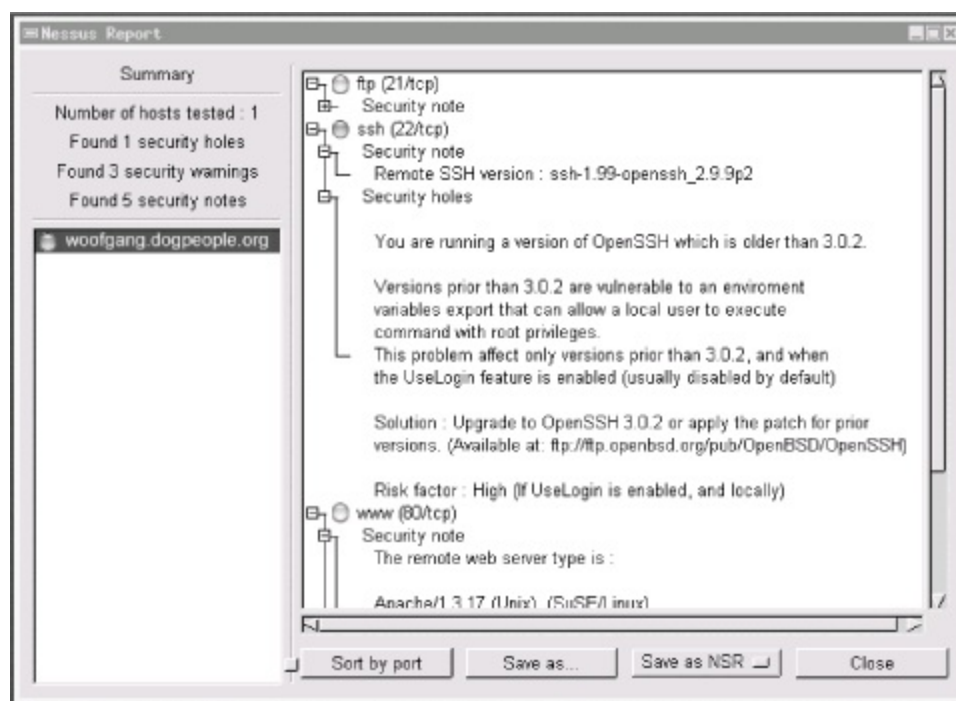 Nessus Report
Summary
Number of hosts tested : 1
Found 1 security holes
Found 3 security warnings
Found 5 security notes
woofgang.dogpeople.org
ftp (21/tcp)
Security note
ssh (22/tcp)
Security note
Remote SSH version : ssh-1.99-openssh_2.9.9p2
Security holes
You are running a version of OpenSSH which is older than 3.0.2.
Versions prior than 3.0.2 are vulnerable to an enviroment
variables export that can allow a local user to execute
command with root privileges.
This problem affect only versions prior than 3.0.2, and when
the UseLogin feature is enabled (usually disabled by default)
Solution : Upgrade to OpenSSH 3.0.2 or apply the patch for prior
versions. (Available at: ftp://ftp.openbsd.org/pub/OpenBSD/OpenSSH)
Risk factor : High (If UseLogin is enabled, and locally)
www (80/tcp)
Security note
The remote web server type is :
Apache/1.3.17 (Unix) (SuSE/Linux)
Sort by port
Save as...
Save as NSR
Close